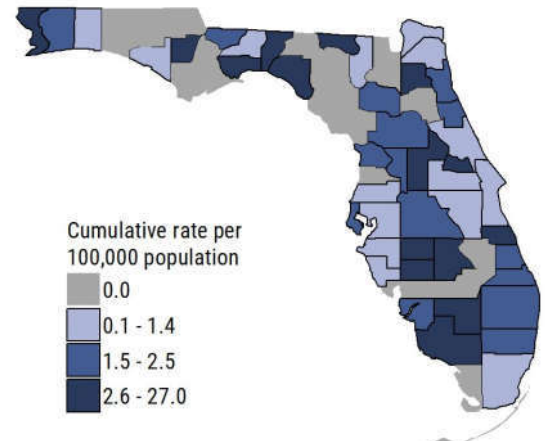 Cumulative rate per
100,000 population
0.0
0.1 - 1.4
1.5 - 2.5
2.6 - 27.0